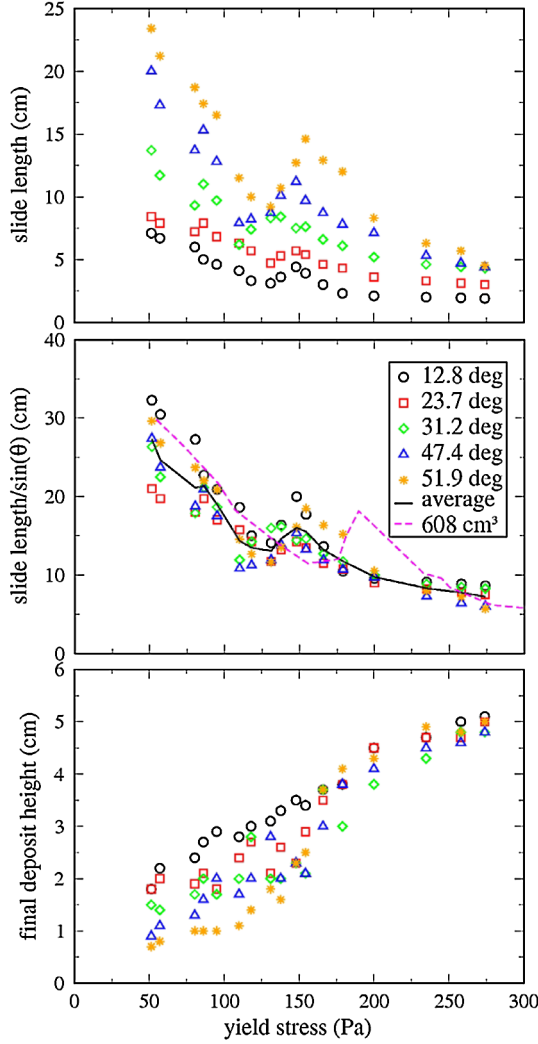 25
20
15
10
5
0
slide length (cm)
40
30
20
10
0
slide length/sin(θ) (cm)
12.8 deg
23.7 deg
31.2 deg
47.4 deg
51.9 deg
average
608 cm³
6
5
4
3
2
1
0
final deposit height (cm)
0 50 100 150 200 250 300
yield stress (Pa)